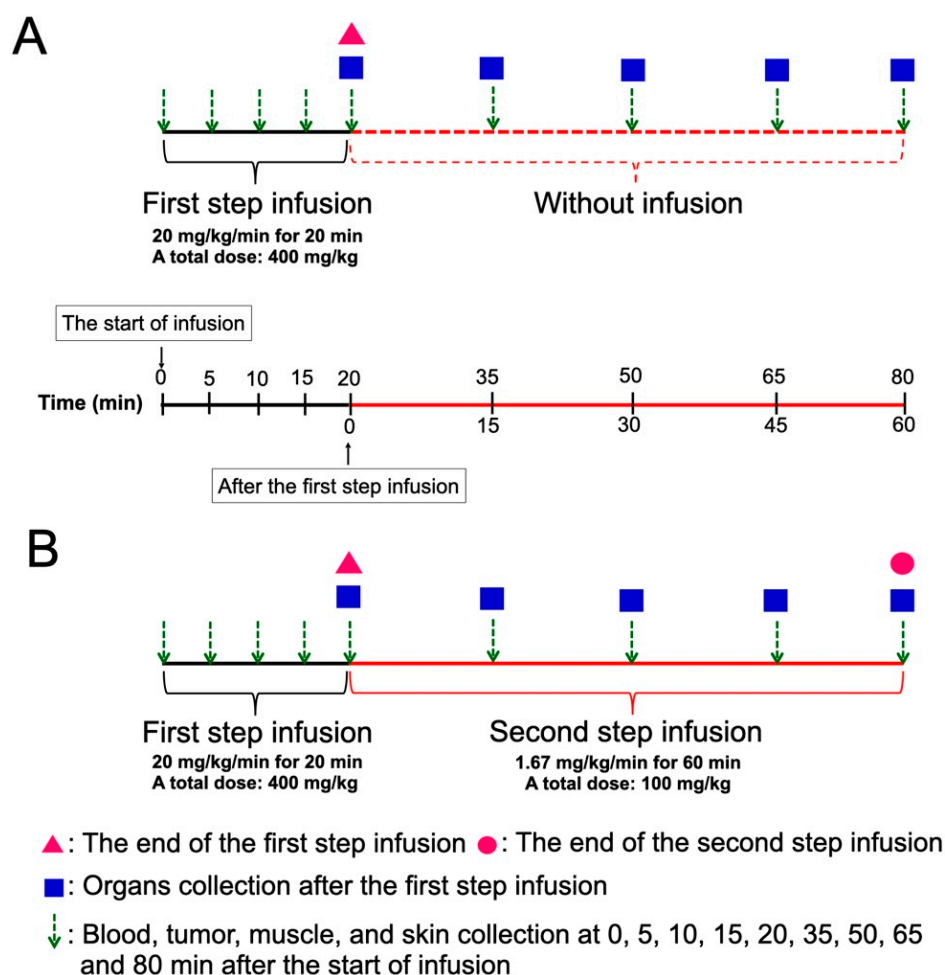 A
First step infusion
20 mg/kg/min for 20 min
A total dose: 400 mg/kg
Without infusion
The start of infusion
0 5 10 15 20 35 50 65 80
Time (min)
0 15 30 45 60
After the first step infusion
B
First step infusion
20 mg/kg/min for 20 min
A total dose: 400 mg/kg
Second step infusion
1.67 mg/kg/min for 60 min
A total dose: 100 mg/kg
: The end of the first step infusion : The end of the second step infusion
: Organs collection after the first step infusion
: Blood, tumor, muscle, and skin collection at 0, 5, 10, 15, 20, 35, 50, 65
and 80 min after the start of infusion